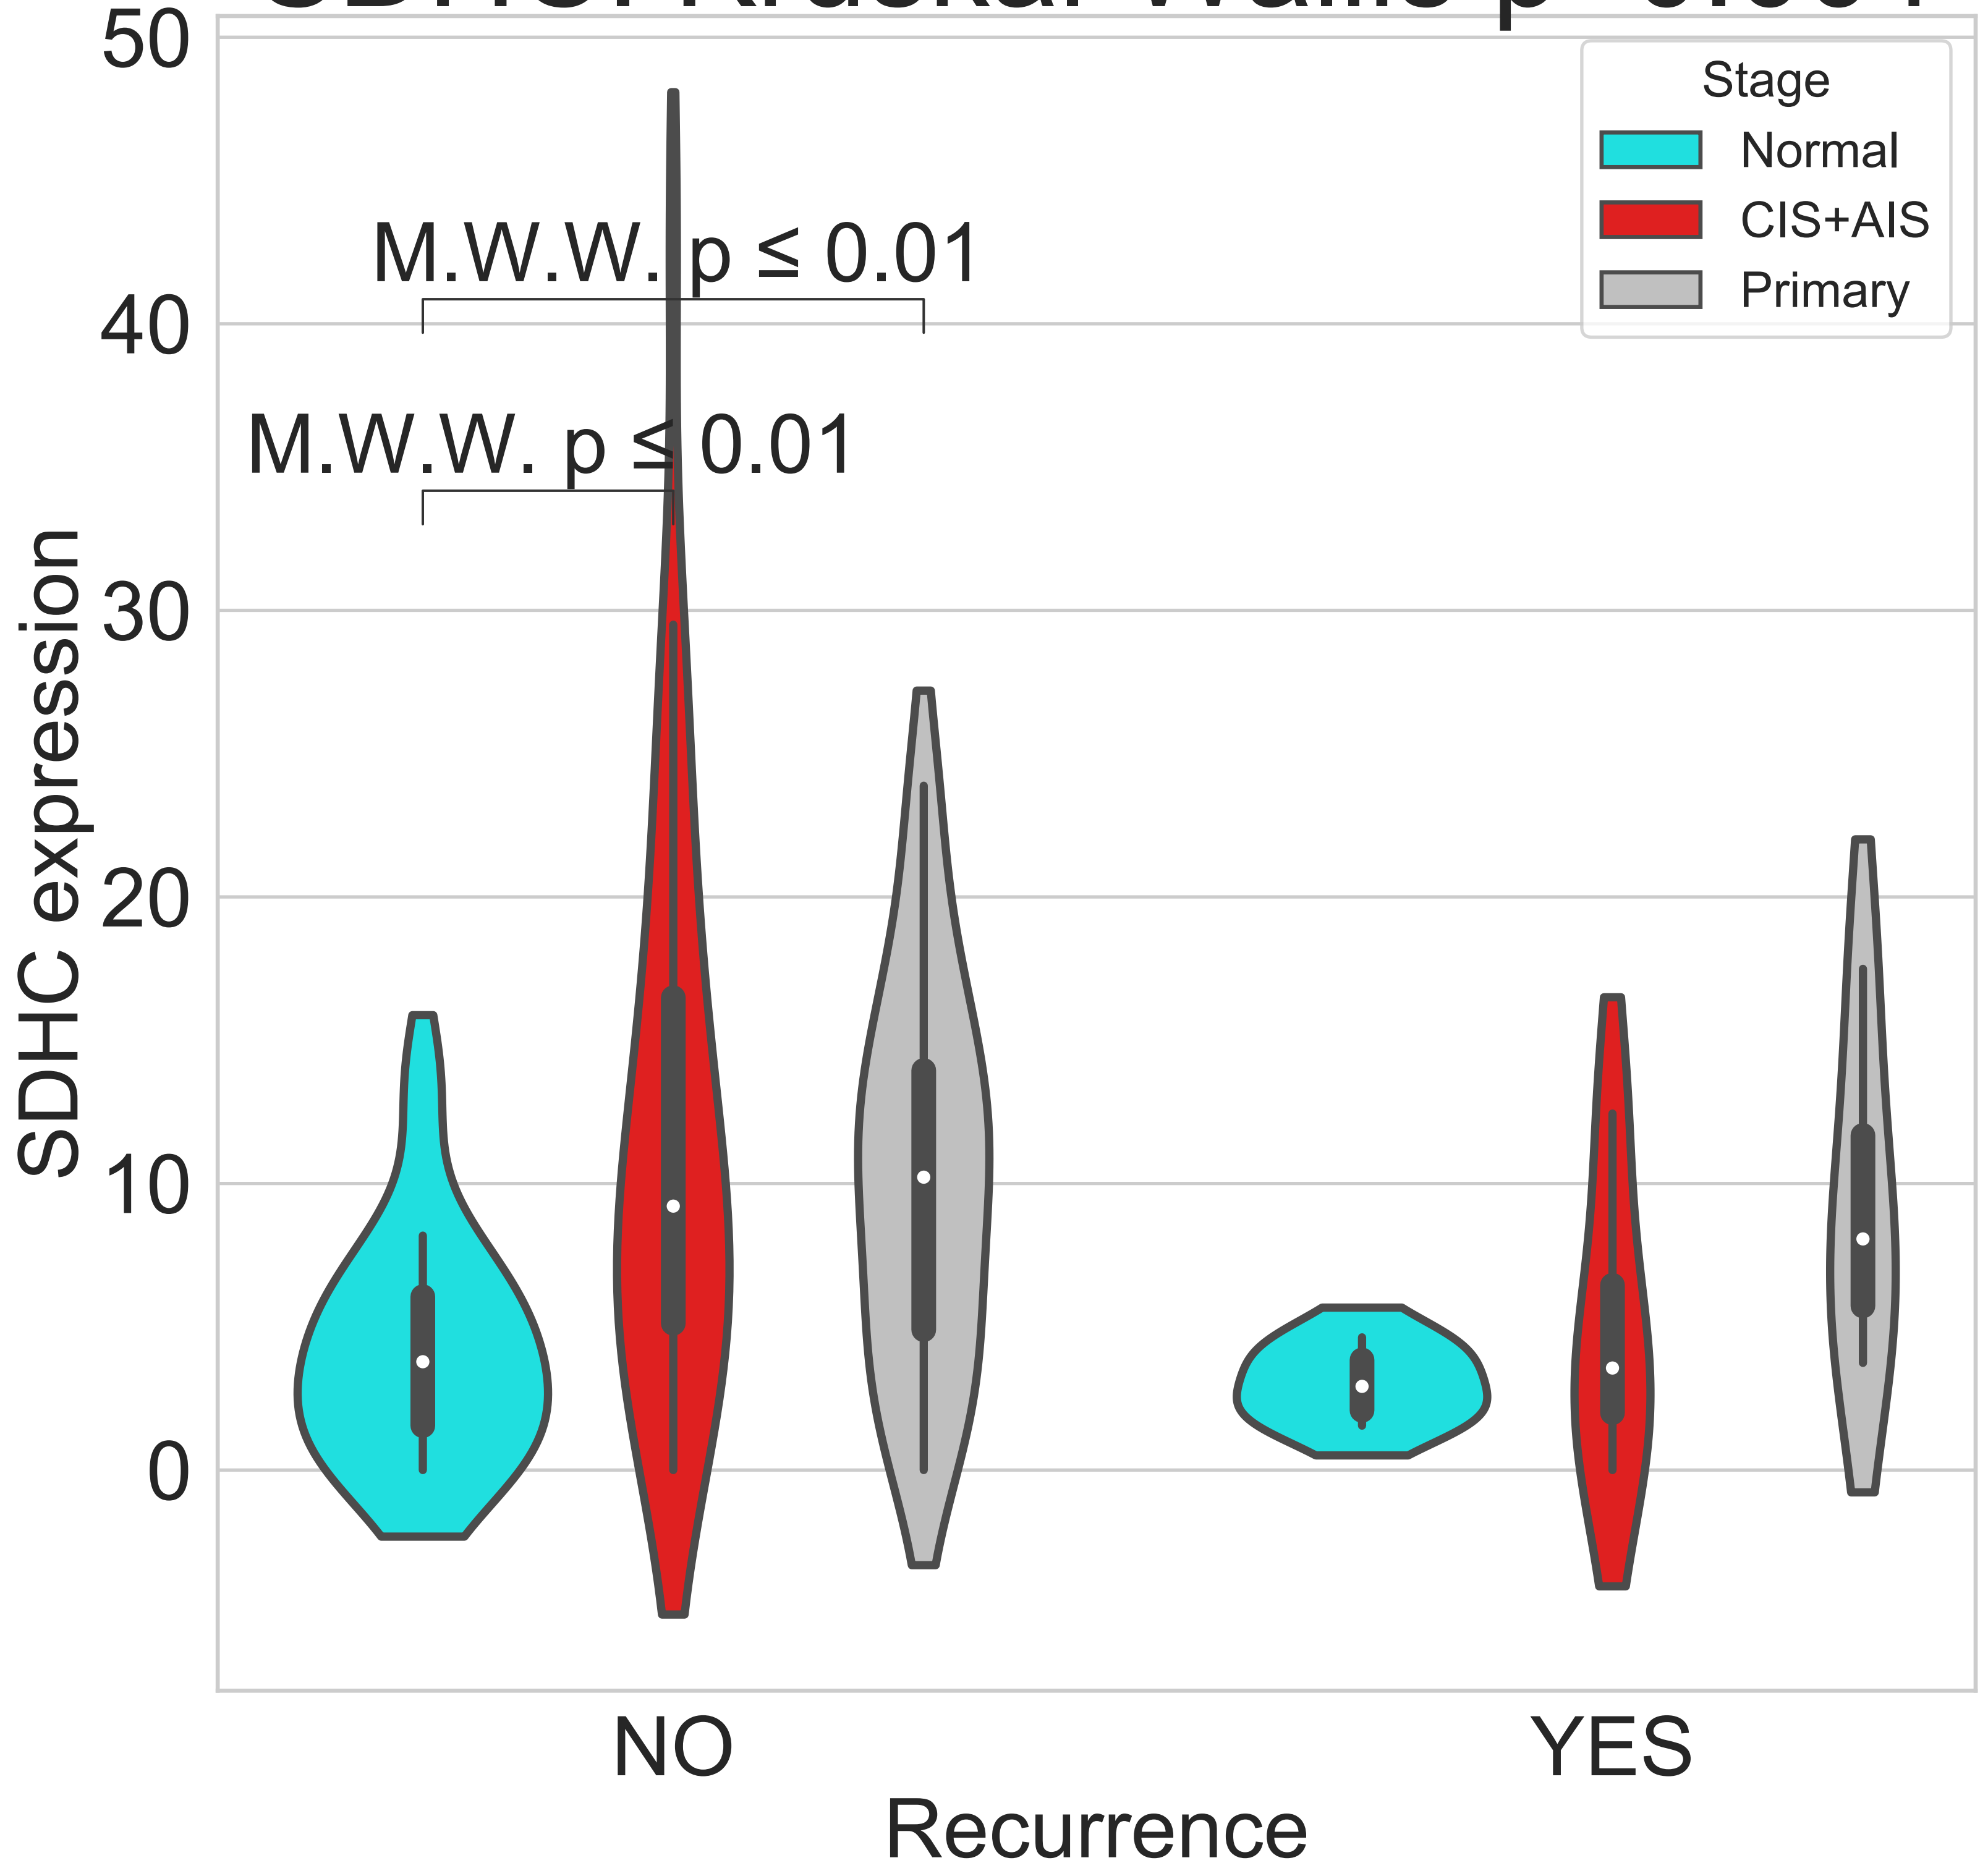 50
Stage
Normal
CIS+AIS
Primary
M.W.W. p ≤ 0.01
40
M.W.W. p ≤ 0.01
30
20
10
0
SDHC expression
NO
YES
Recurrence